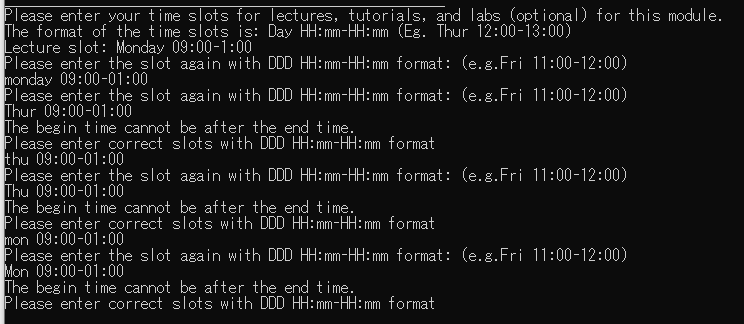 Please enter your time slots for lectures, tutorials, and labs (optional) for this module.
The format of the time slots is: Day HH:mm-HH:mm (Eg. Thur 12:00-13:00)
Lecture slot: Monday 09:00-1:00
Please enter the slot again with DDD HH:mm-HH:mm format: (e.g.Fri 11:00-12:00)
monday 09:00-01:00
Please enter the slot again with DDD HH:mm-HH:mm format: (e.g.Fri 11:00-12:00)
Thur 09:00-01:00
The begin time cannot be after the end time.
Please enter correct slots with DDD HH:mm-HH:mm format
thu 09:00-01:00
Please enter the slot again with DDD HH:mm-HH:mm format: (e.g.Fri 11:00-12:00)
Thu 09:00-01:00
The begin time cannot be after the end time.
Please enter correct slots with DDD HH:mm-HH:mm format
mon 09:00-01:00
Please enter the slot again with DDD HH:mm-HH:mm format: (e.g.Fri 11:00-12:00)
Mon 09:00-01:00
The begin time cannot be after the end time.
Please enter correct slots with DDD HH:mm-HH:mm format